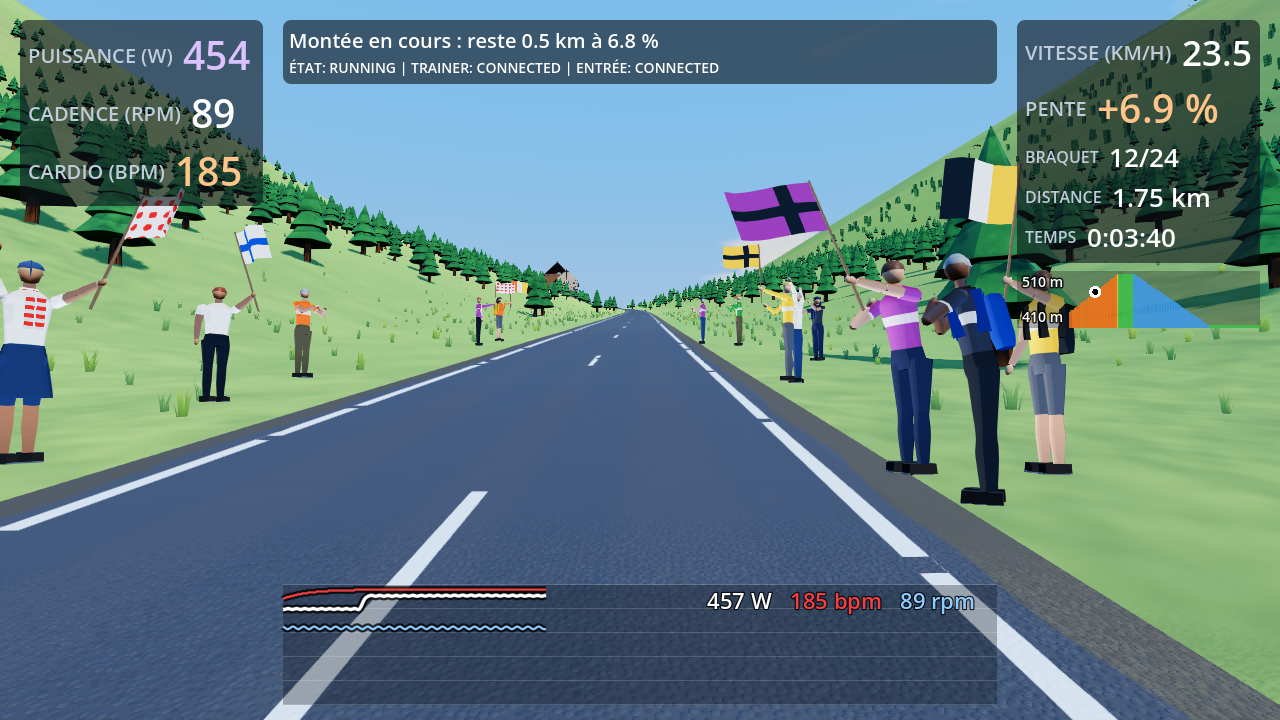 PUISSANCE (W) 454
CADENCE (RPM) 89
CARDIO (BPM) 185
Montée en cours : reste 0.5 km à 6.8 %
ÉTAT: RUNNING | TRAINER: CONNECTED | ENTRÉE: CONNECTED
VITESSE (KM/H) 23.5
PENTE +6.9 %
BRAQUET 12/24
DISTANCE 1.75 km
TEMPS 0:03:40
510 m
410 m
457 W 185 bpm 89 rpm